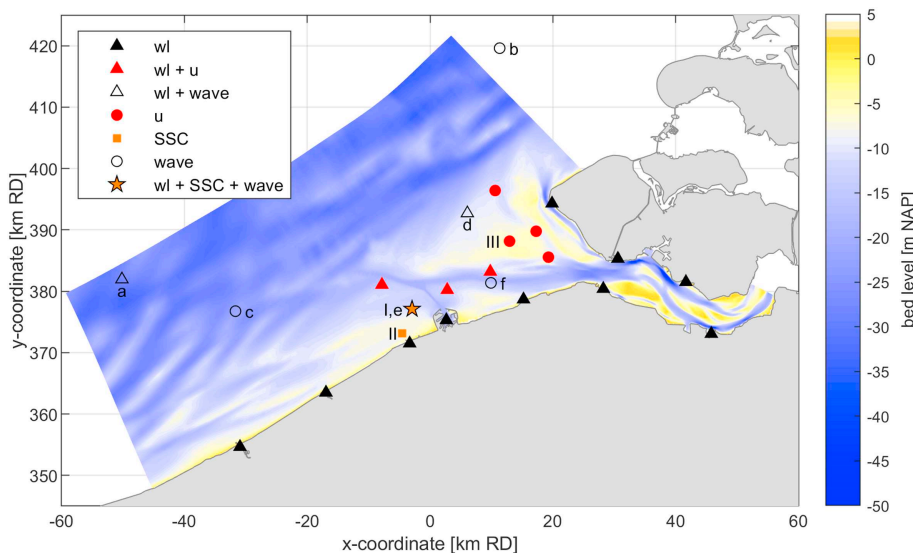 wl
wl + u
wl + wave
u
SSC
wave
wl + SSC + wave
b
d
III
a
c
I,e
f
II
420
410
400
390
380
370
360
350
y-coordinate [km RD]
-60
-40
-20
0
20
40
60
x-coordinate [km RD]
5
0
-5
-10
-15
-20
-25
-30
-35
-40
-45
-50
bed level [m NAP]